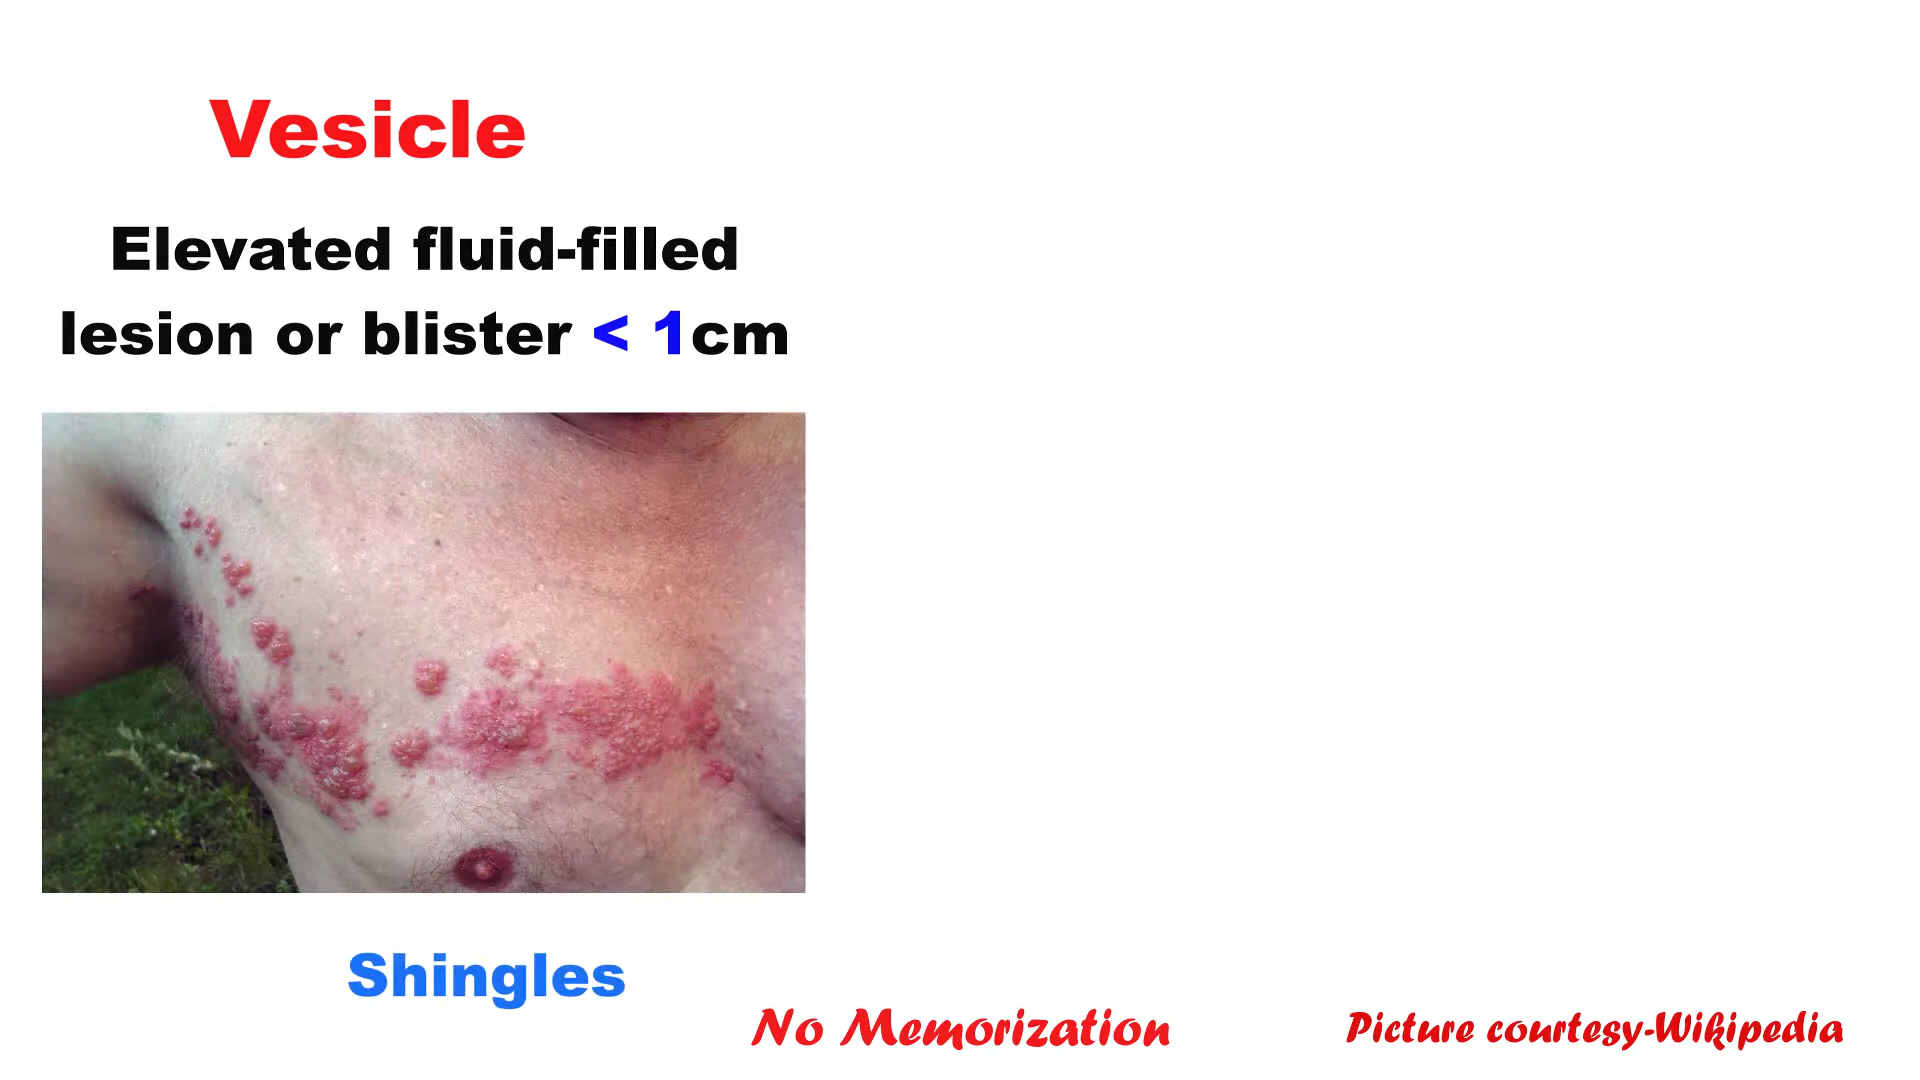 Vesicle
Elevated fluid-filled
lesion or blister < 1cm
Shingles
No Memorization
Picture courtesy-Wikipedia